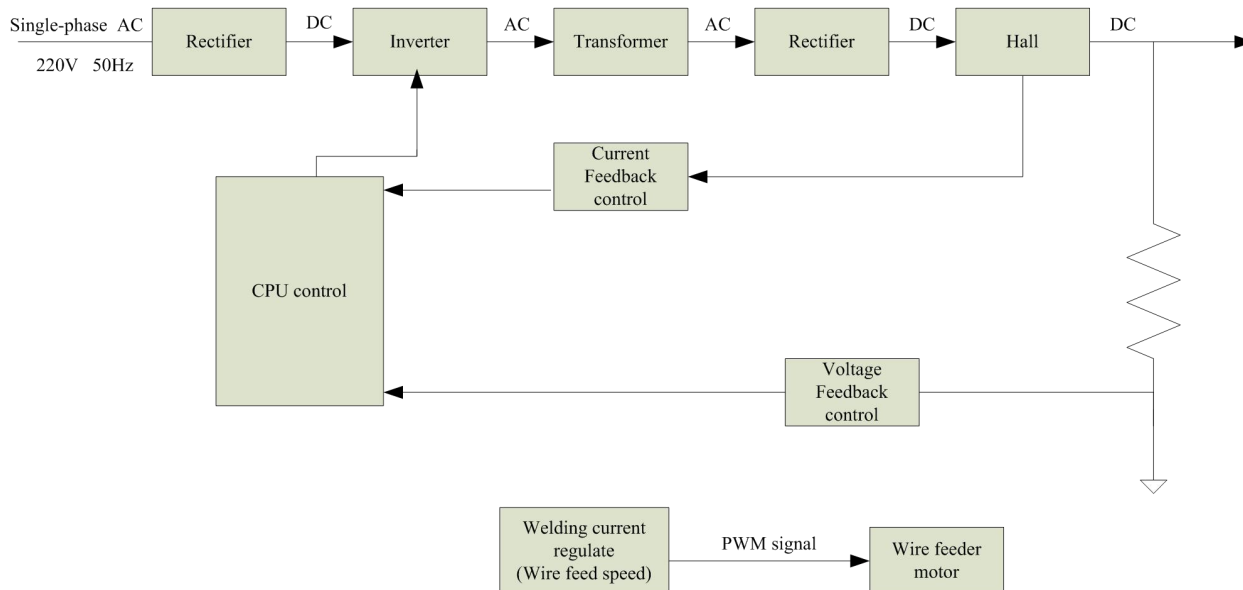 Single-phase AC
220V 50Hz
Rectifier
DC
Inverter
AC
Transformer
AC
Rectifier
DC
Hall
DC
Current
Feedback
control
CPU control
Voltage
Feedback
control
Welding current
regulate
(Wire feed speed)
PWM signal
Wire feeder
motor